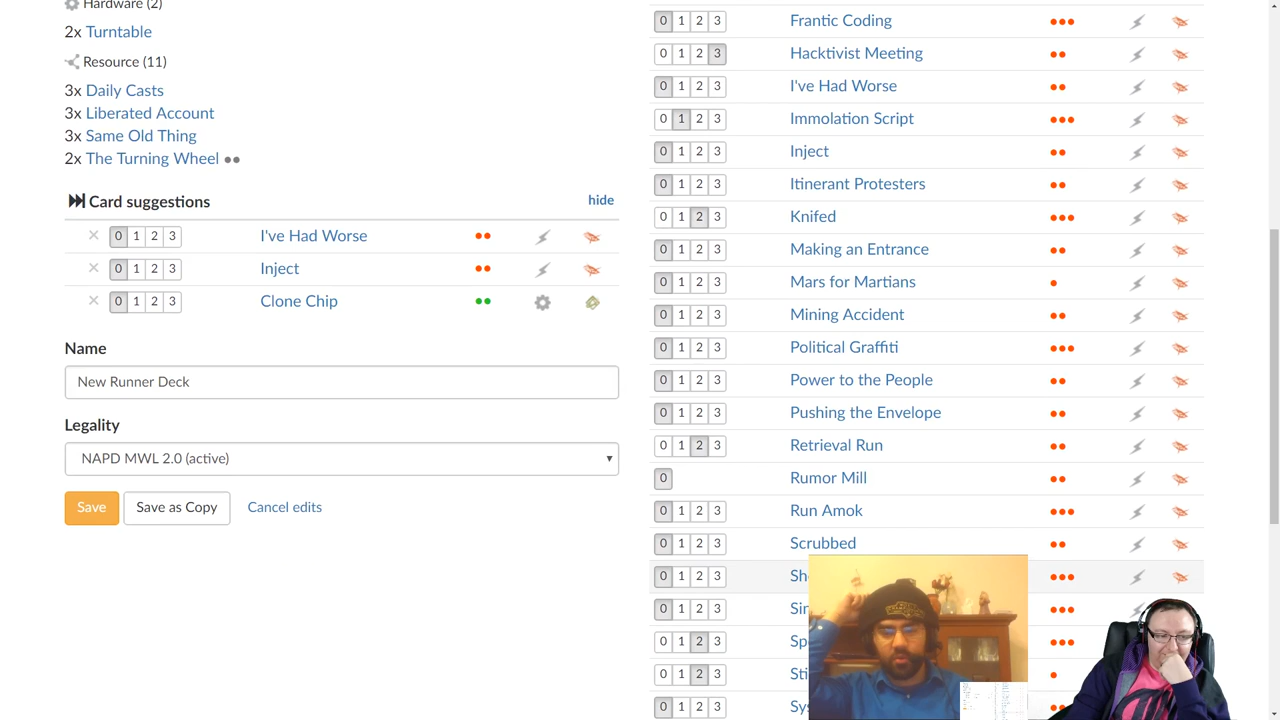 Hardware (2)
2x Turntable
Resource (11)
3x Daily Casts
3x Liberated Account
3x Same Old Thing
2x The Turning Wheel
Card suggestions hide
0 1 2 3 I've Had Worse
0 1 2 3 Inject
0 1 2 3 Clone Chip
Name
New Runner Deck
Legality
NAPD MWL 2.0 (active)
Save Save as Copy Cancel edits
0 1 2 3 Frantic Coding
0 1 2 3 Hacktivist Meeting
0 1 2 3 I've Had Worse
0 1 2 3 Immolation Script
0 1 2 3 Inject
0 1 2 3 Itinerant Protesters
0 1 2 3 Knifed
0 1 2 3 Making an Entrance
0 1 2 3 Mars for Martians
0 1 2 3 Mining Accident
0 1 2 3 Political Graffiti
0 1 2 3 Power to the People
0 1 2 3 Pushing the Envelope
0 1 2 3 Retrieval Run
0 Rumor Mill
0 1 2 3 Run Amok
0 1 2 3 Scrubbed
0 1 2 3 Sh
0 1 2 3
0 1 2 3 Sp
0 1 2 3
0 1 2 3 Sys